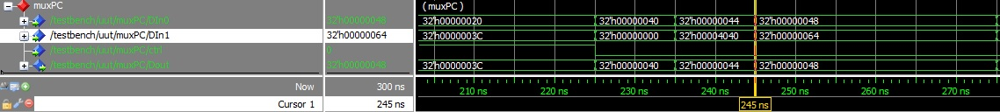 muxPC ( muxPC )
/testbench/uut/muxPC/DIn0 32'h00000048 32'h00000020 32'h00000040 32'h00000044 32'h00000048
/testbench/uut/muxPC/DIn1 32'h00000064 32'h0000003C 32'h00000000 32'h00004040 32'h00000064
/testbench/uut/muxPC/ctrl 0
/testbench/uut/muxPC/Dout 32'h00000048 32'h0000003C 32'h00000040 32'h00000044 32'h00000048
Now 300 ns 210 ns 220 ns 230 ns 240 ns 250 ns 260 ns 270 ns
Cursor 1 245 ns 245 ns